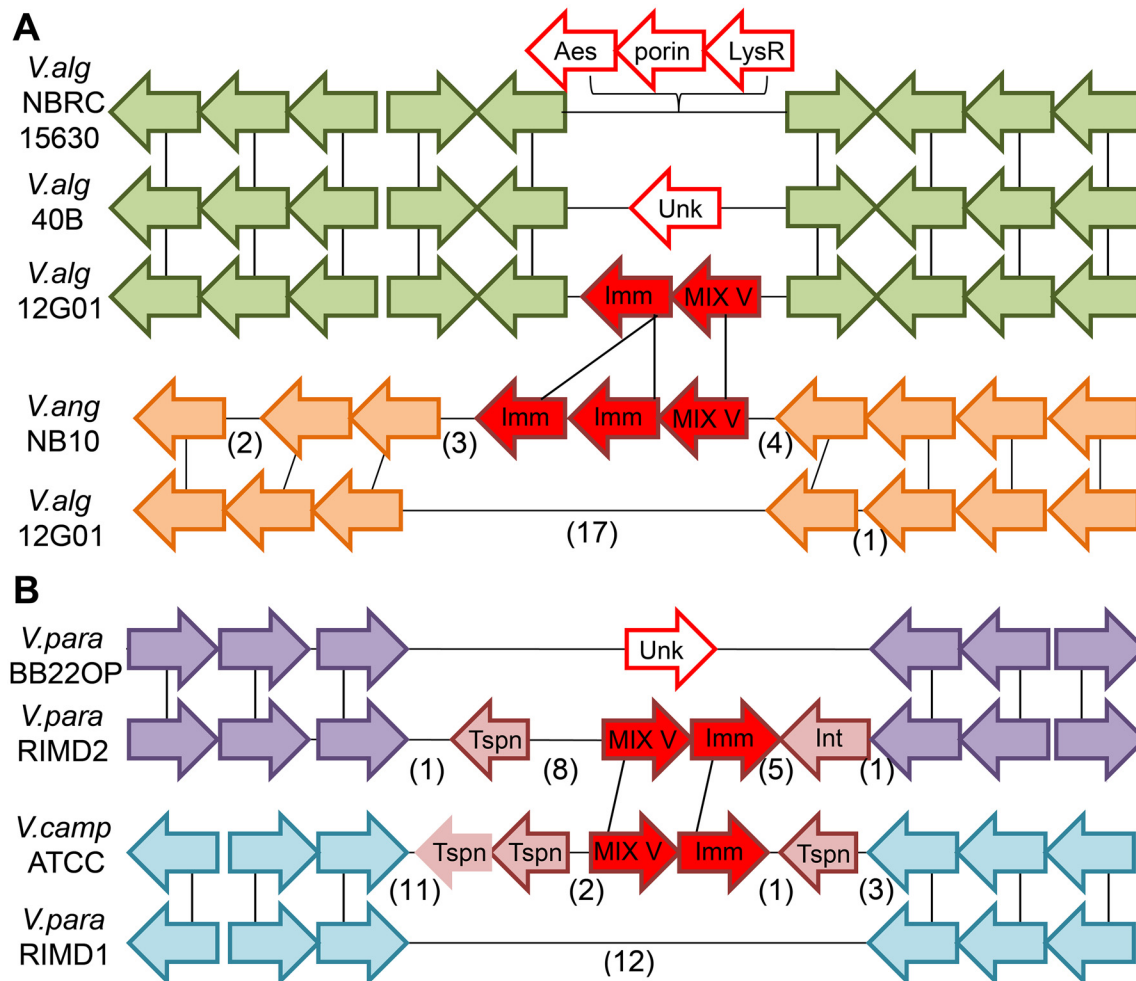 A
Aes porin LysR
V.alg
NBRC
15630
V.alg
40B
Unk
V.alg
12G01
Imm MIX V
V.ang
NB10
Imm Imm MIX V
(2) (3) (4)
V.alg
12G01
(17) (1)
B
V.para
BB22OP
Unk
V.para
RIMD2
Tspn MIX V Imm Int
(1) (8) (5) (1)
V.camp
ATCC
Tspn Tspn MIX V Imm Tspn
(11) (2) (1) (3)
V.para
RIMD1
(12)